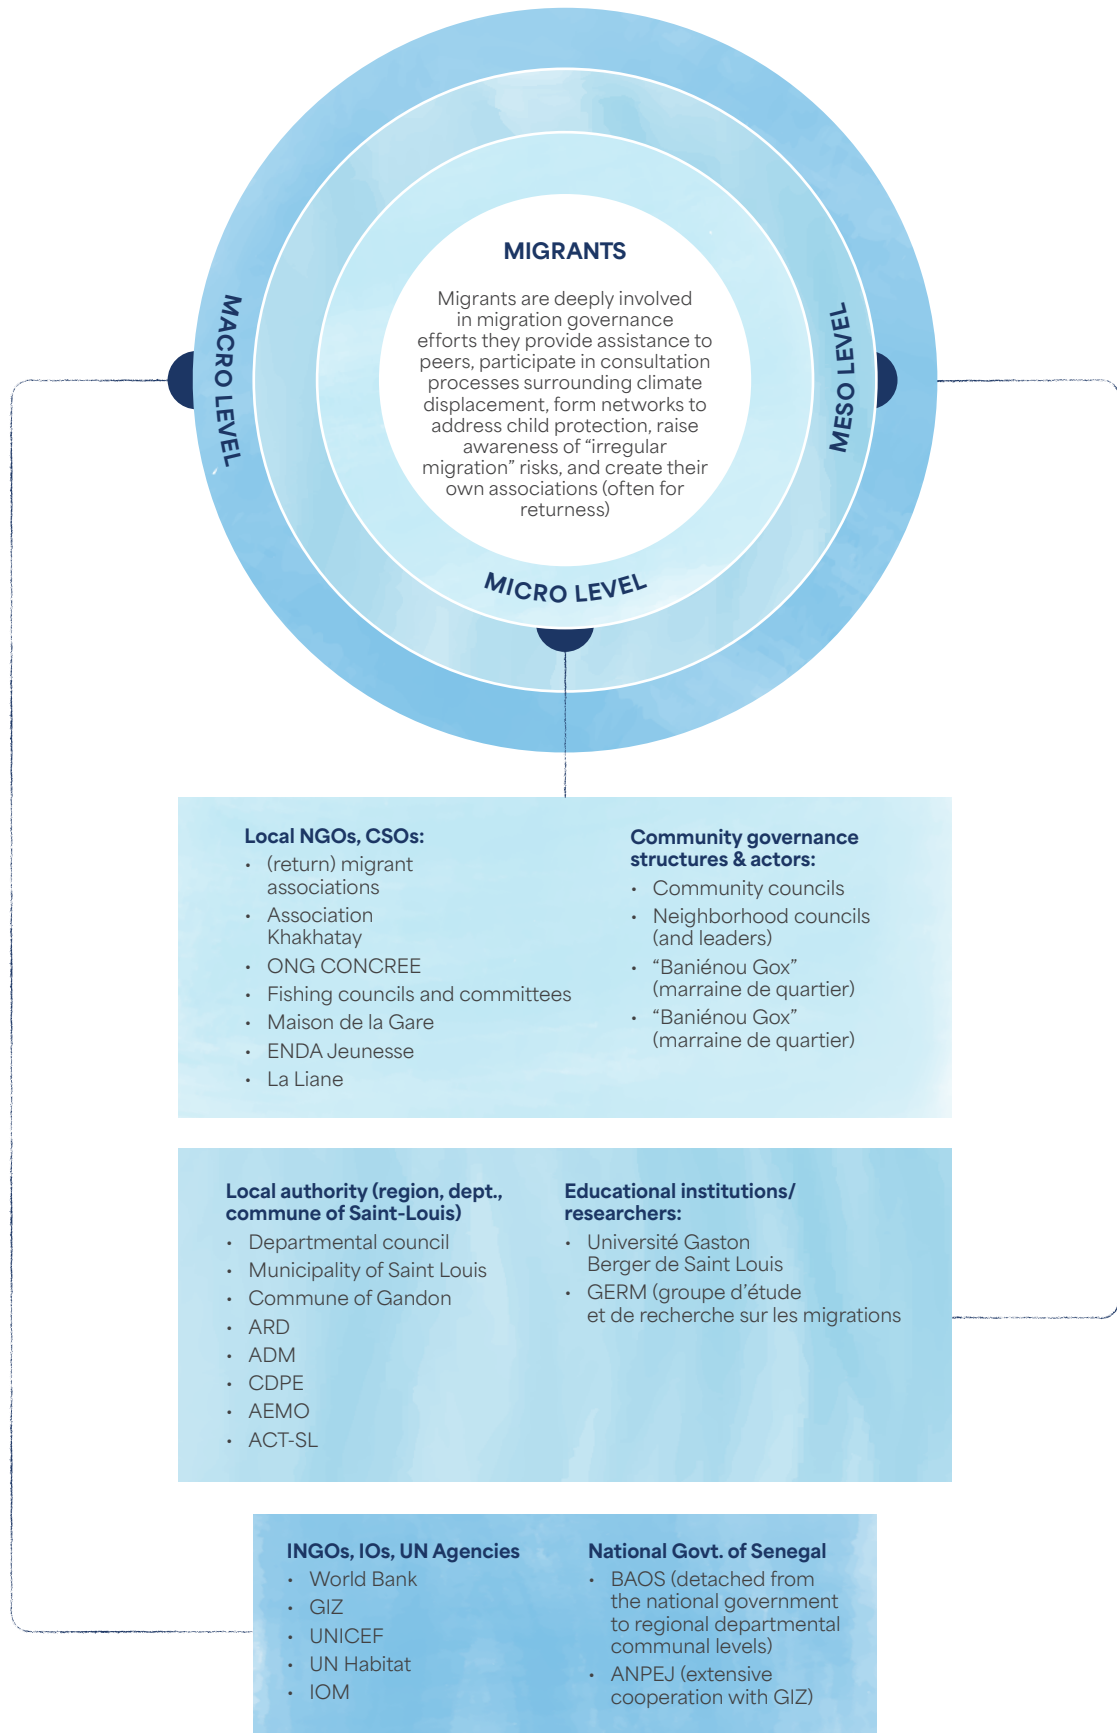 MIGRANTS
Migrants are deeply involved
in migration governance
efforts they provide assistance to
peers, participate in consultation
processes surrounding climate
displacement, form networks to
address child protection, raise
awareness of “irregular
migration” risks, and create their
own associations (often for
returness)
MACRO LEVEL
MESO LEVEL
MICRO LEVEL
Local NGOs, CSOs:
• (return) migrant
associations
• Association
Khakhatay
• ONG CONCREE
• Fishing councils and committees
• Maison de la Gare
• ENDA Jeunesse
• La Liane
Community governance
structures & actors:
• Community councils
• Neighborhood councils
(and leaders)
• “Baniénou Gox”
(marraine de quartier)
• “Baniénou Gox”
(marraine de quartier)
Local authority (region, dept.,
commune of Saint-Louis)
• Departmental council
• Municipality of Saint Louis
• Commune of Gandon
• ARD
• ADM
• CDPE
• AEMO
• ACT-SL
Educational institutions/
researchers:
• Université Gaston
Berger de Saint Louis
• GERM (groupe d’étude
et de recherche sur les migrations
INGOs, IOs, UN Agencies
• World Bank
• GIZ
• UNICEF
• UN Habitat
• IOM
National Govt. of Senegal
• BAOS (detached from
the national government
to regional departmental
communal levels)
• ANPEJ (extensive
cooperation with GIZ)